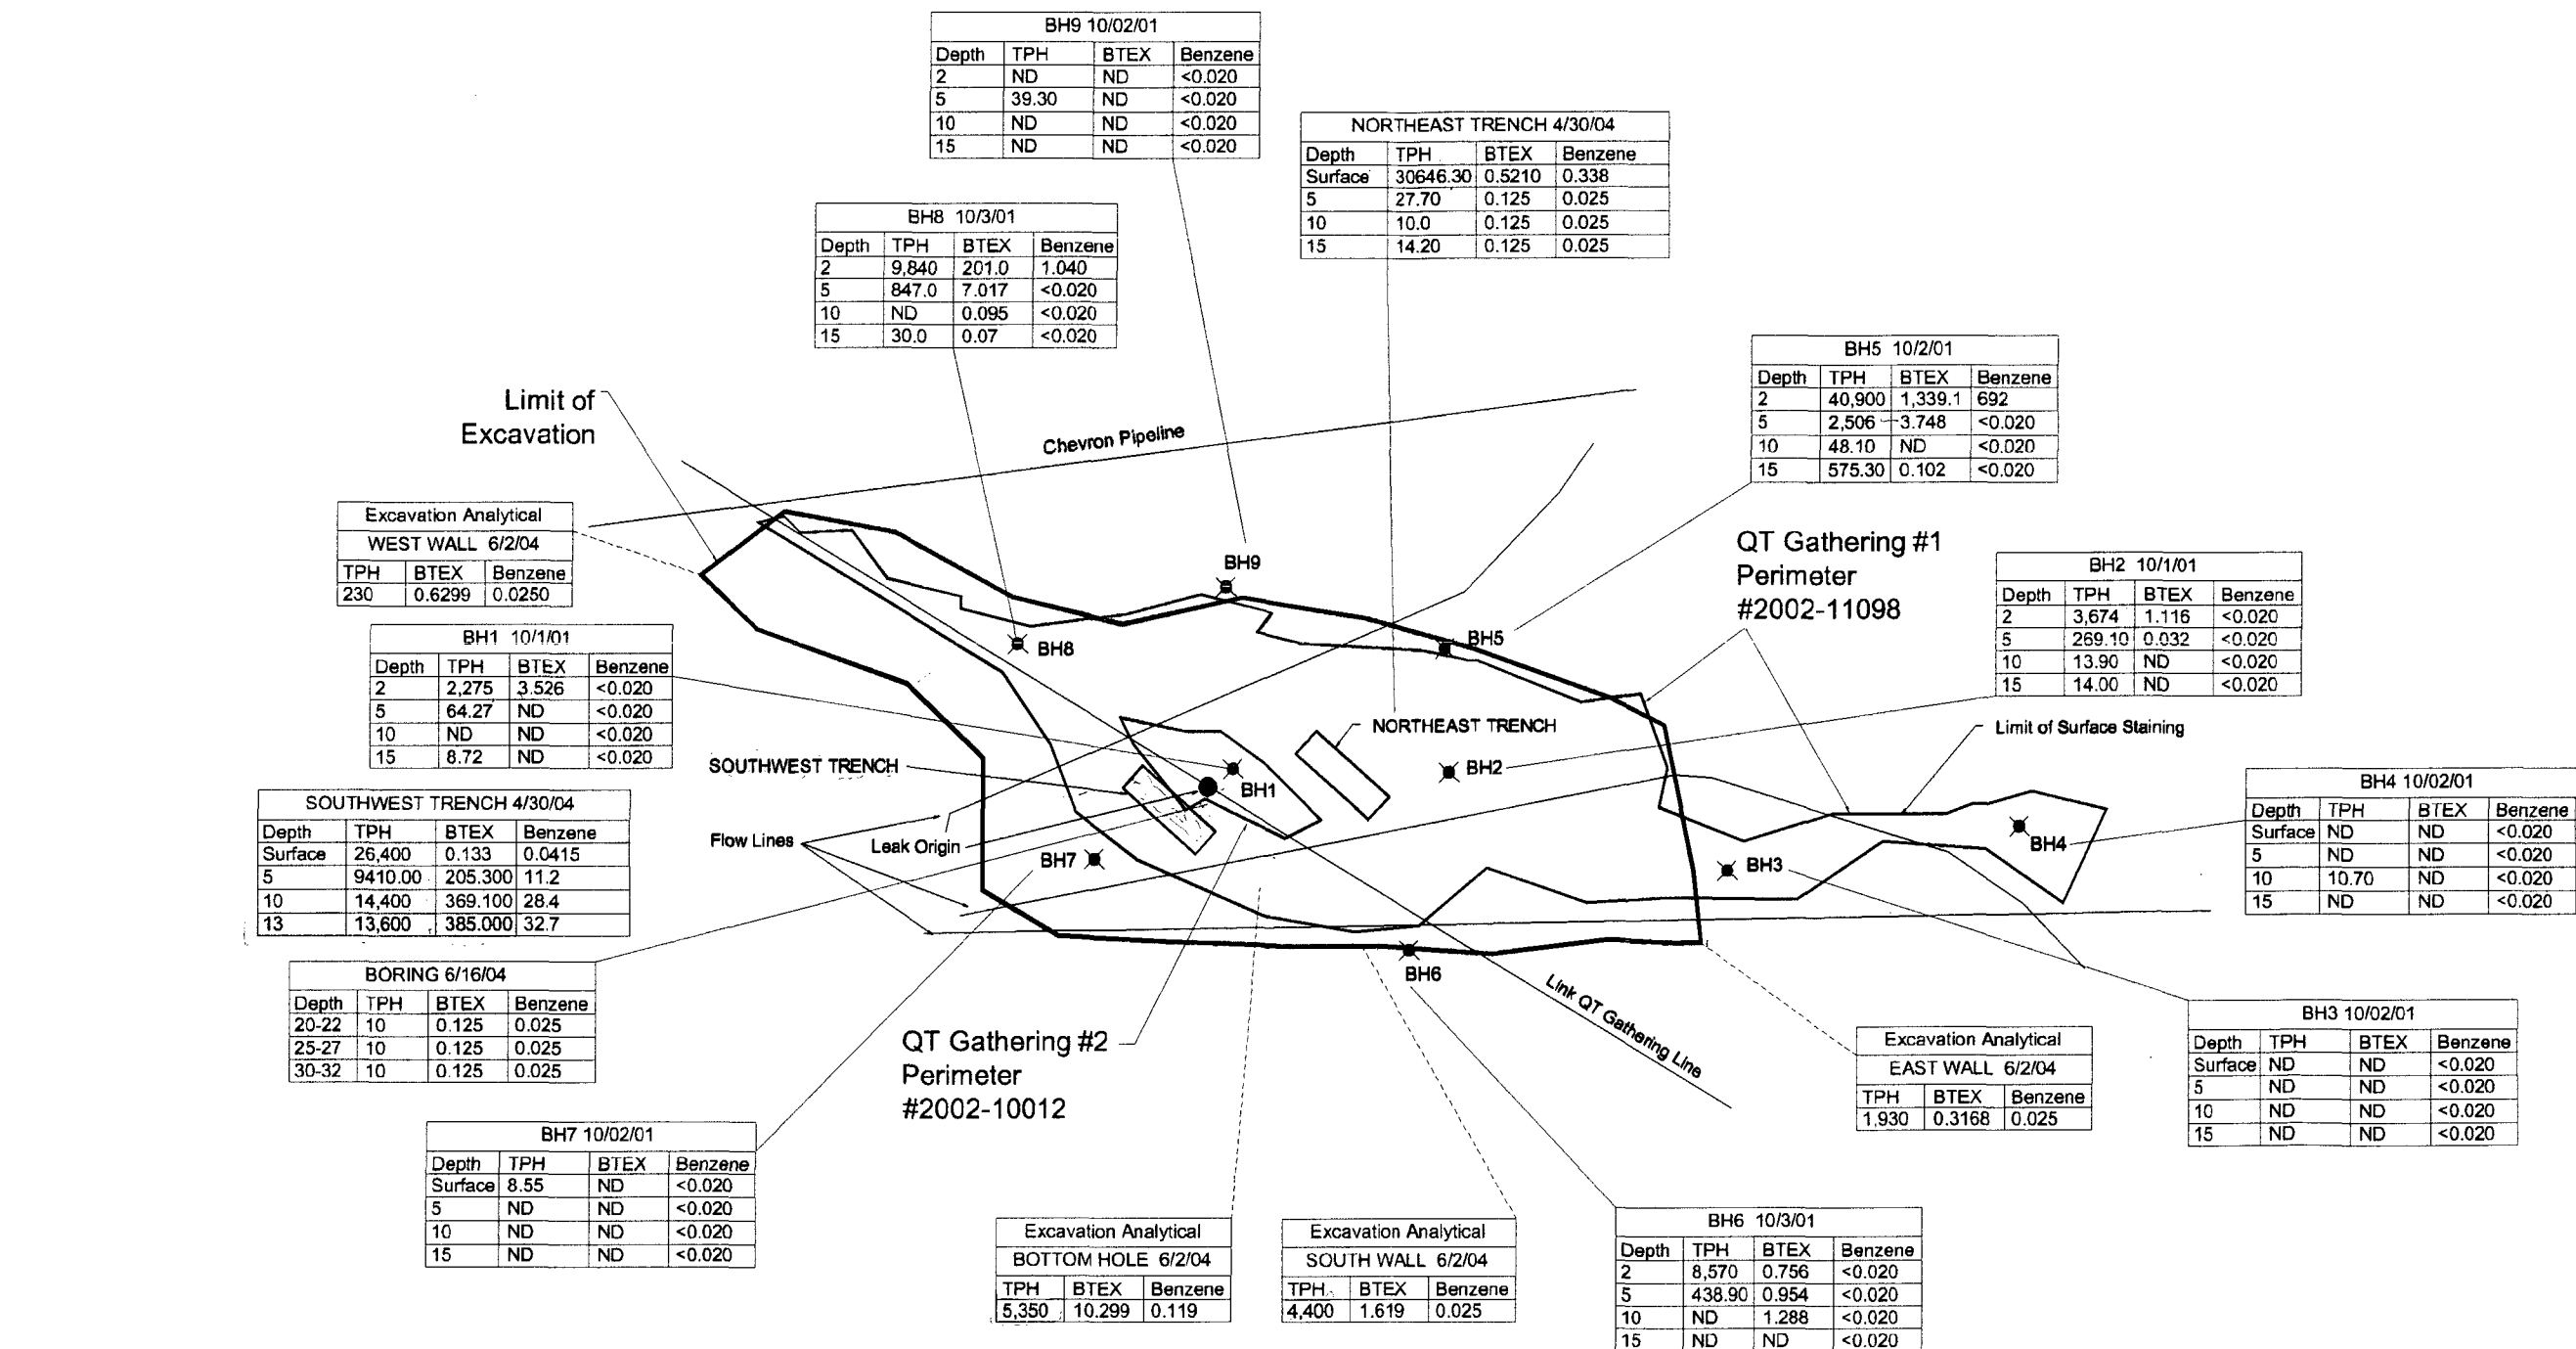 BH9 10/02/01
Depth TPH BTEX Benzene
2 ND ND <0.020
5 39.30 ND <0.020
10 ND ND <0.020
15 ND ND <0.020
NORTHEAST TRENCH 4/30/04
Depth TPH BTEX Benzene
Surface 30646.30 0.5210 0.338
5 27.70 0.125 0.025
10 10.0 0.125 0.025
15 14.20 0.125 0.025
BH8 10/3/01
Depth TPH BTEX Benzene
2 9,840 201.0 1.040
5 847.0 7.017 <0.020
10 ND 0.095 <0.020
15 30.0 0.07 <0.020
BH5 10/2/01
Depth TPH BTEX Benzene
2 40,900 1,339.1 692
5 2,506 3.748 <0.020
10 48.10 ND <0.020
15 575.30 0.102 <0.020
Limit of
Excavation
Chevron Pipeline
Excavation Analytical
WEST WALL 6/2/04
TPH BTEX Benzene
230 0.6299 0.0250
QT Gathering #1
Perimeter
#2002-11098
BH2 10/1/01
Depth TPH BTEX Benzene
2 3,674 1.116 <0.020
5 269.10 0.032 <0.020
10 13.90 ND <0.020
15 14.00 ND <0.020
BH9
BH8
BH5
BH1 10/1/01
Depth TPH BTEX Benzene
2 2,275 3.526 <0.020
5 64.27 ND <0.020
10 ND ND <0.020
15 8.72 ND <0.020
NORTHEAST TRENCH
Limit of Surface Staining
SOUTHWEST TRENCH
BH2
BH1
SOUTHWEST TRENCH 4/30/04
Depth TPH BTEX Benzene
Surface 26,400 0.133 0.0415
5 9410.00 205.300 11.2
10 14,400 369.100 28.4
13 13,600 385.000 32.7
BH4 10/02/01
Depth TPH BTEX Benzene
Surface ND ND <0.020
5 ND ND <0.020
10 10.70 ND <0.020
15 ND ND <0.020
Flow Lines
Leak Origin
BH7
BH3
BH4
BORING 6/16/04
Depth TPH BTEX Benzene
20-22 10 0.125 0.025
25-27 10 0.125 0.025
30-32 10 0.125 0.025
BH6
Link QT Gathering Line
QT Gathering #2
Perimeter
#2002-10012
BH3 10/02/01
Depth TPH BTEX Benzene
Surface ND ND <0.020
5 ND ND <0.020
10 ND ND <0.020
15 ND ND <0.020
Excavation Analytical
EAST WALL 6/2/04
TPH BTEX Benzene
1,930 0.3168 0.025
BH7 10/02/01
Depth TPH BTEX Benzene
Surface 8.55 ND <0.020
5 ND ND <0.020
10 ND ND <0.020
15 ND ND <0.020
Excavation Analytical
BOTTOM HOLE 6/2/04
TPH BTEX Benzene
5,350 10.299 0.119
Excavation Analytical
SOUTH WALL 6/2/04
TPH BTEX Benzene
4,400 1.619 0.025
BH6 10/3/01
Depth TPH BTEX Benzene
2 8,570 0.756 <0.020
5 438.90 0.954 <0.020
10 ND 1.288 <0.020
15 ND ND <0.020